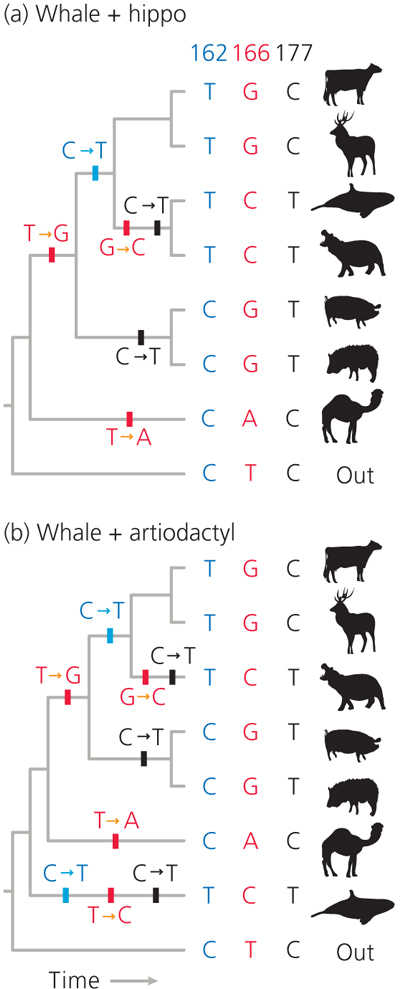 (a) Whale + hippo
162 166 177
T G C
C→T T G C
C→T T C T
T→G G→C
T C T
C G T
C→T
C G T
C A C
T→A
C T C Out
(b) Whale + artiodactyl
T G C
C→T T G C
C→T
T→G T C T
G→C
C→T C G T
C G T
T→A
C A C
C→T C→T
T C T
T→C
C T C Out
Time →